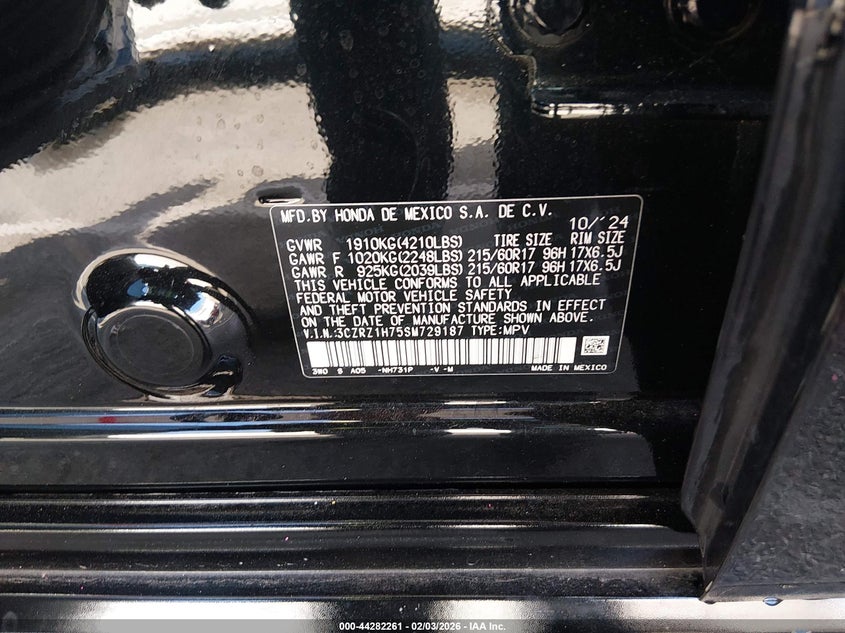 MFD.BY HONDA DE MEXICO S.A. DE C.V.
10/´24
GVWR 1910KG(4210LBS) TIRE SIZE RIM SIZE
GAWR F 1020KG(2248LBS) 215/60R17 96H 17X6.5J
GAWR R 925KG(2039LBS) 215/60R17 96H 17X6.5J
THIS VEHICLE CONFORMS TO ALL APPLICABLE
FEDERAL MOTOR VEHICLE SAFETY
AND THEFT PREVENTION STANDARDS IN EFFECT
ON THE DATE OF MANUFACTURE SHOWN ABOVE.
V.I.N.:3CZRZ1H75SM729187 TYPE:MPV
3W0 S A05 -NH731P -V -M MADE IN MEXICO
000-44282261 - 02/03/2026 - IAA Inc.